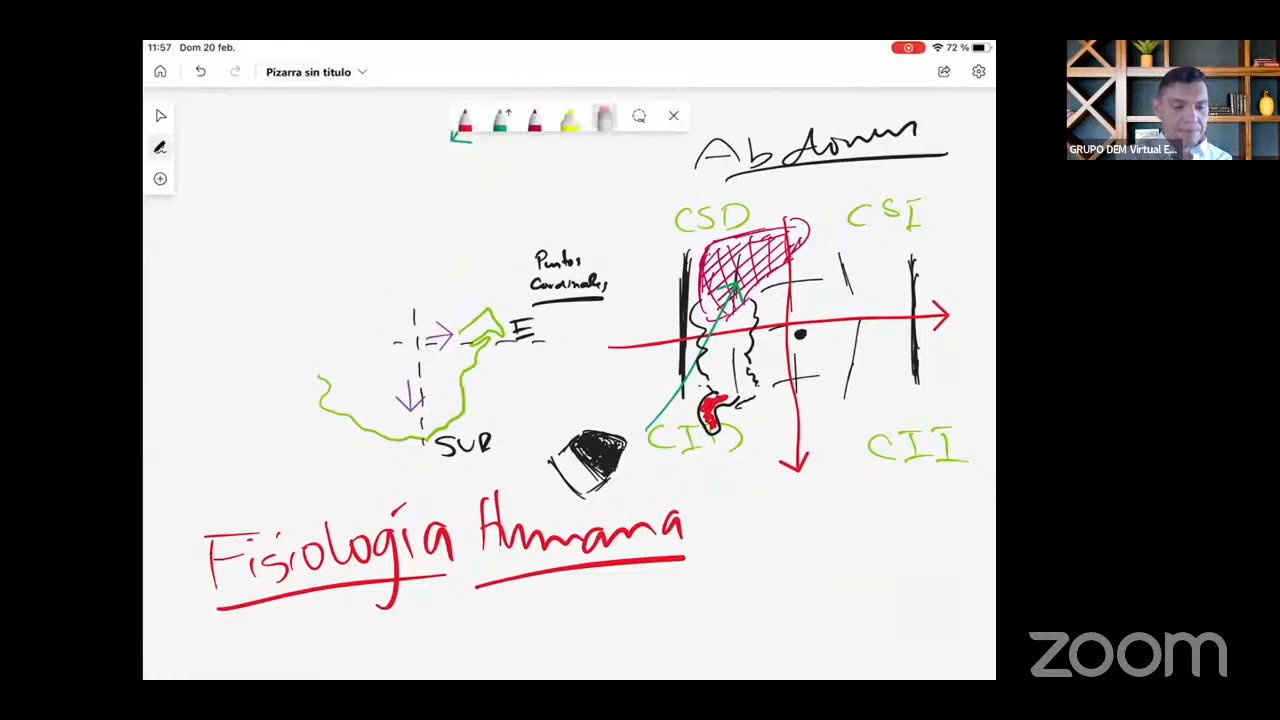 11:57 Dom 20 feb.
72 %
Pizarra sin título
GRUPO DEM Virtual E...
Abdomen
CSD
CSI
Puntos
Cardinales
E
SUR
CID
CII
Fisiología Humana
zoom